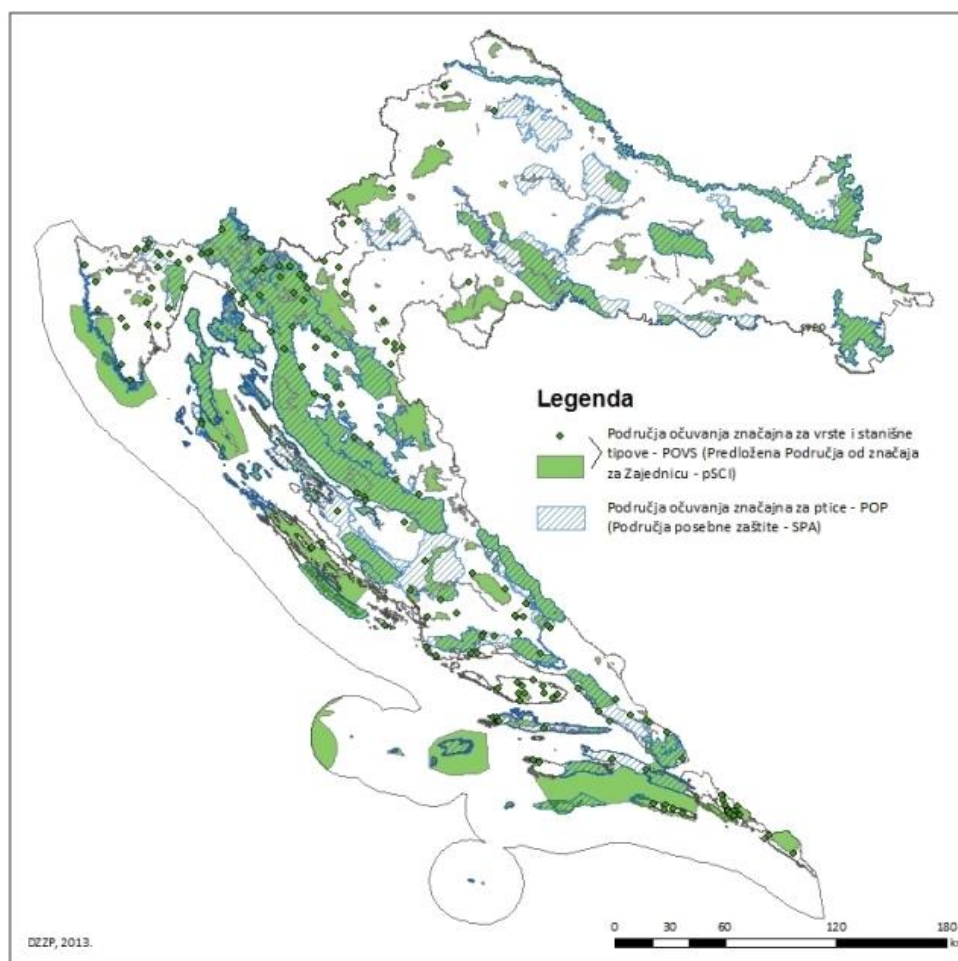 Legenda
Područja očuvanja značajna za vrste i stanišne
tipove - POVS (Predložena Područja od značaja
za Zajednicu - pSCI)
Područja očuvanja značajna za ptice - POP
(Područja posebne zaštite - SPA)
DZZP, 2013.
0 30 60 120 180